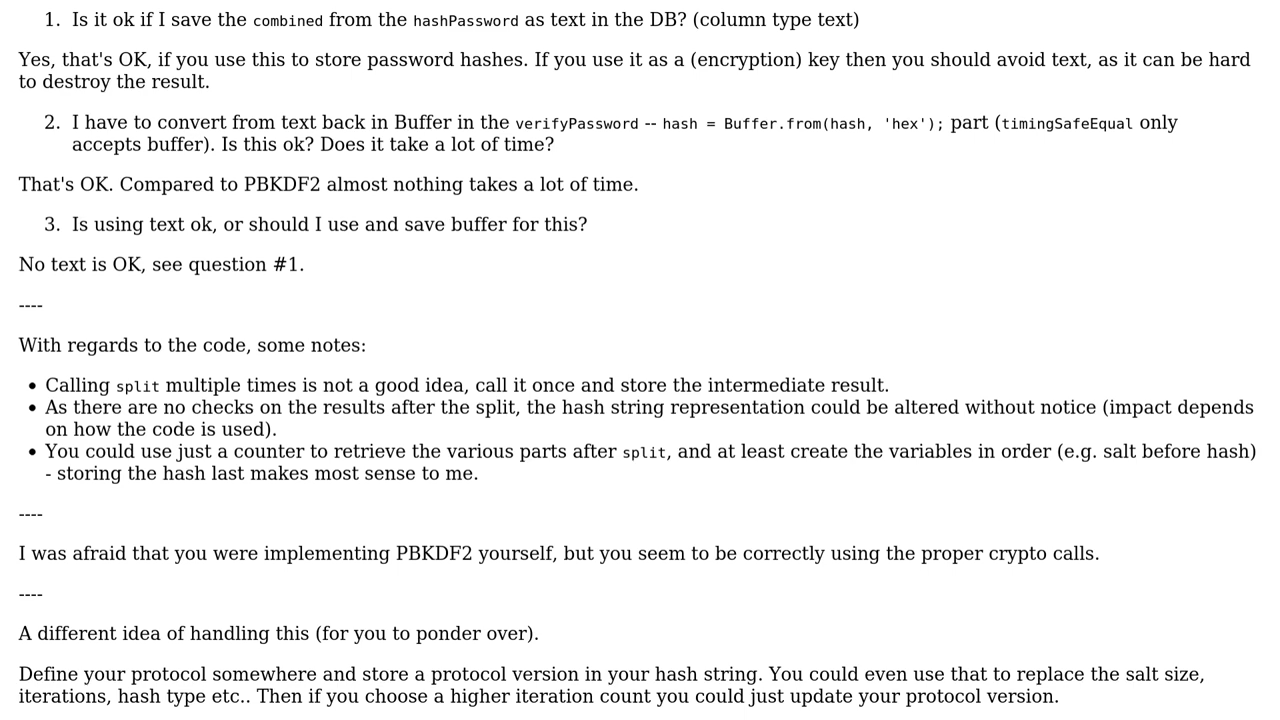 1. Is it ok if I save the combined from the hashPassword as text in the DB? (column type text)
Yes, that's OK, if you use this to store password hashes. If you use it as a (encryption) key then you should avoid text, as it can be hard
to destroy the result.
2. I have to convert from text back in Buffer in the verifyPassword -- hash = Buffer.from(hash, 'hex'); part (timingSafeEqual only
accepts buffer). Is this ok? Does it take a lot of time?
That's OK. Compared to PBKDF2 almost nothing takes a lot of time.
3. Is using text ok, or should I use and save buffer for this?
No text is OK, see question #1.
----
With regards to the code, some notes:
• Calling split multiple times is not a good idea, call it once and store the intermediate result.
• As there are no checks on the results after the split, the hash string representation could be altered without notice (impact depends
on how the code is used).
• You could use just a counter to retrieve the various parts after split, and at least create the variables in order (e.g. salt before hash)
- storing the hash last makes most sense to me.
----
I was afraid that you were implementing PBKDF2 yourself, but you seem to be correctly using the proper crypto calls.
----
A different idea of handling this (for you to ponder over).
Define your protocol somewhere and store a protocol version in your hash string. You could even use that to replace the salt size,
iterations, hash type etc.. Then if you choose a higher iteration count you could just update your protocol version.